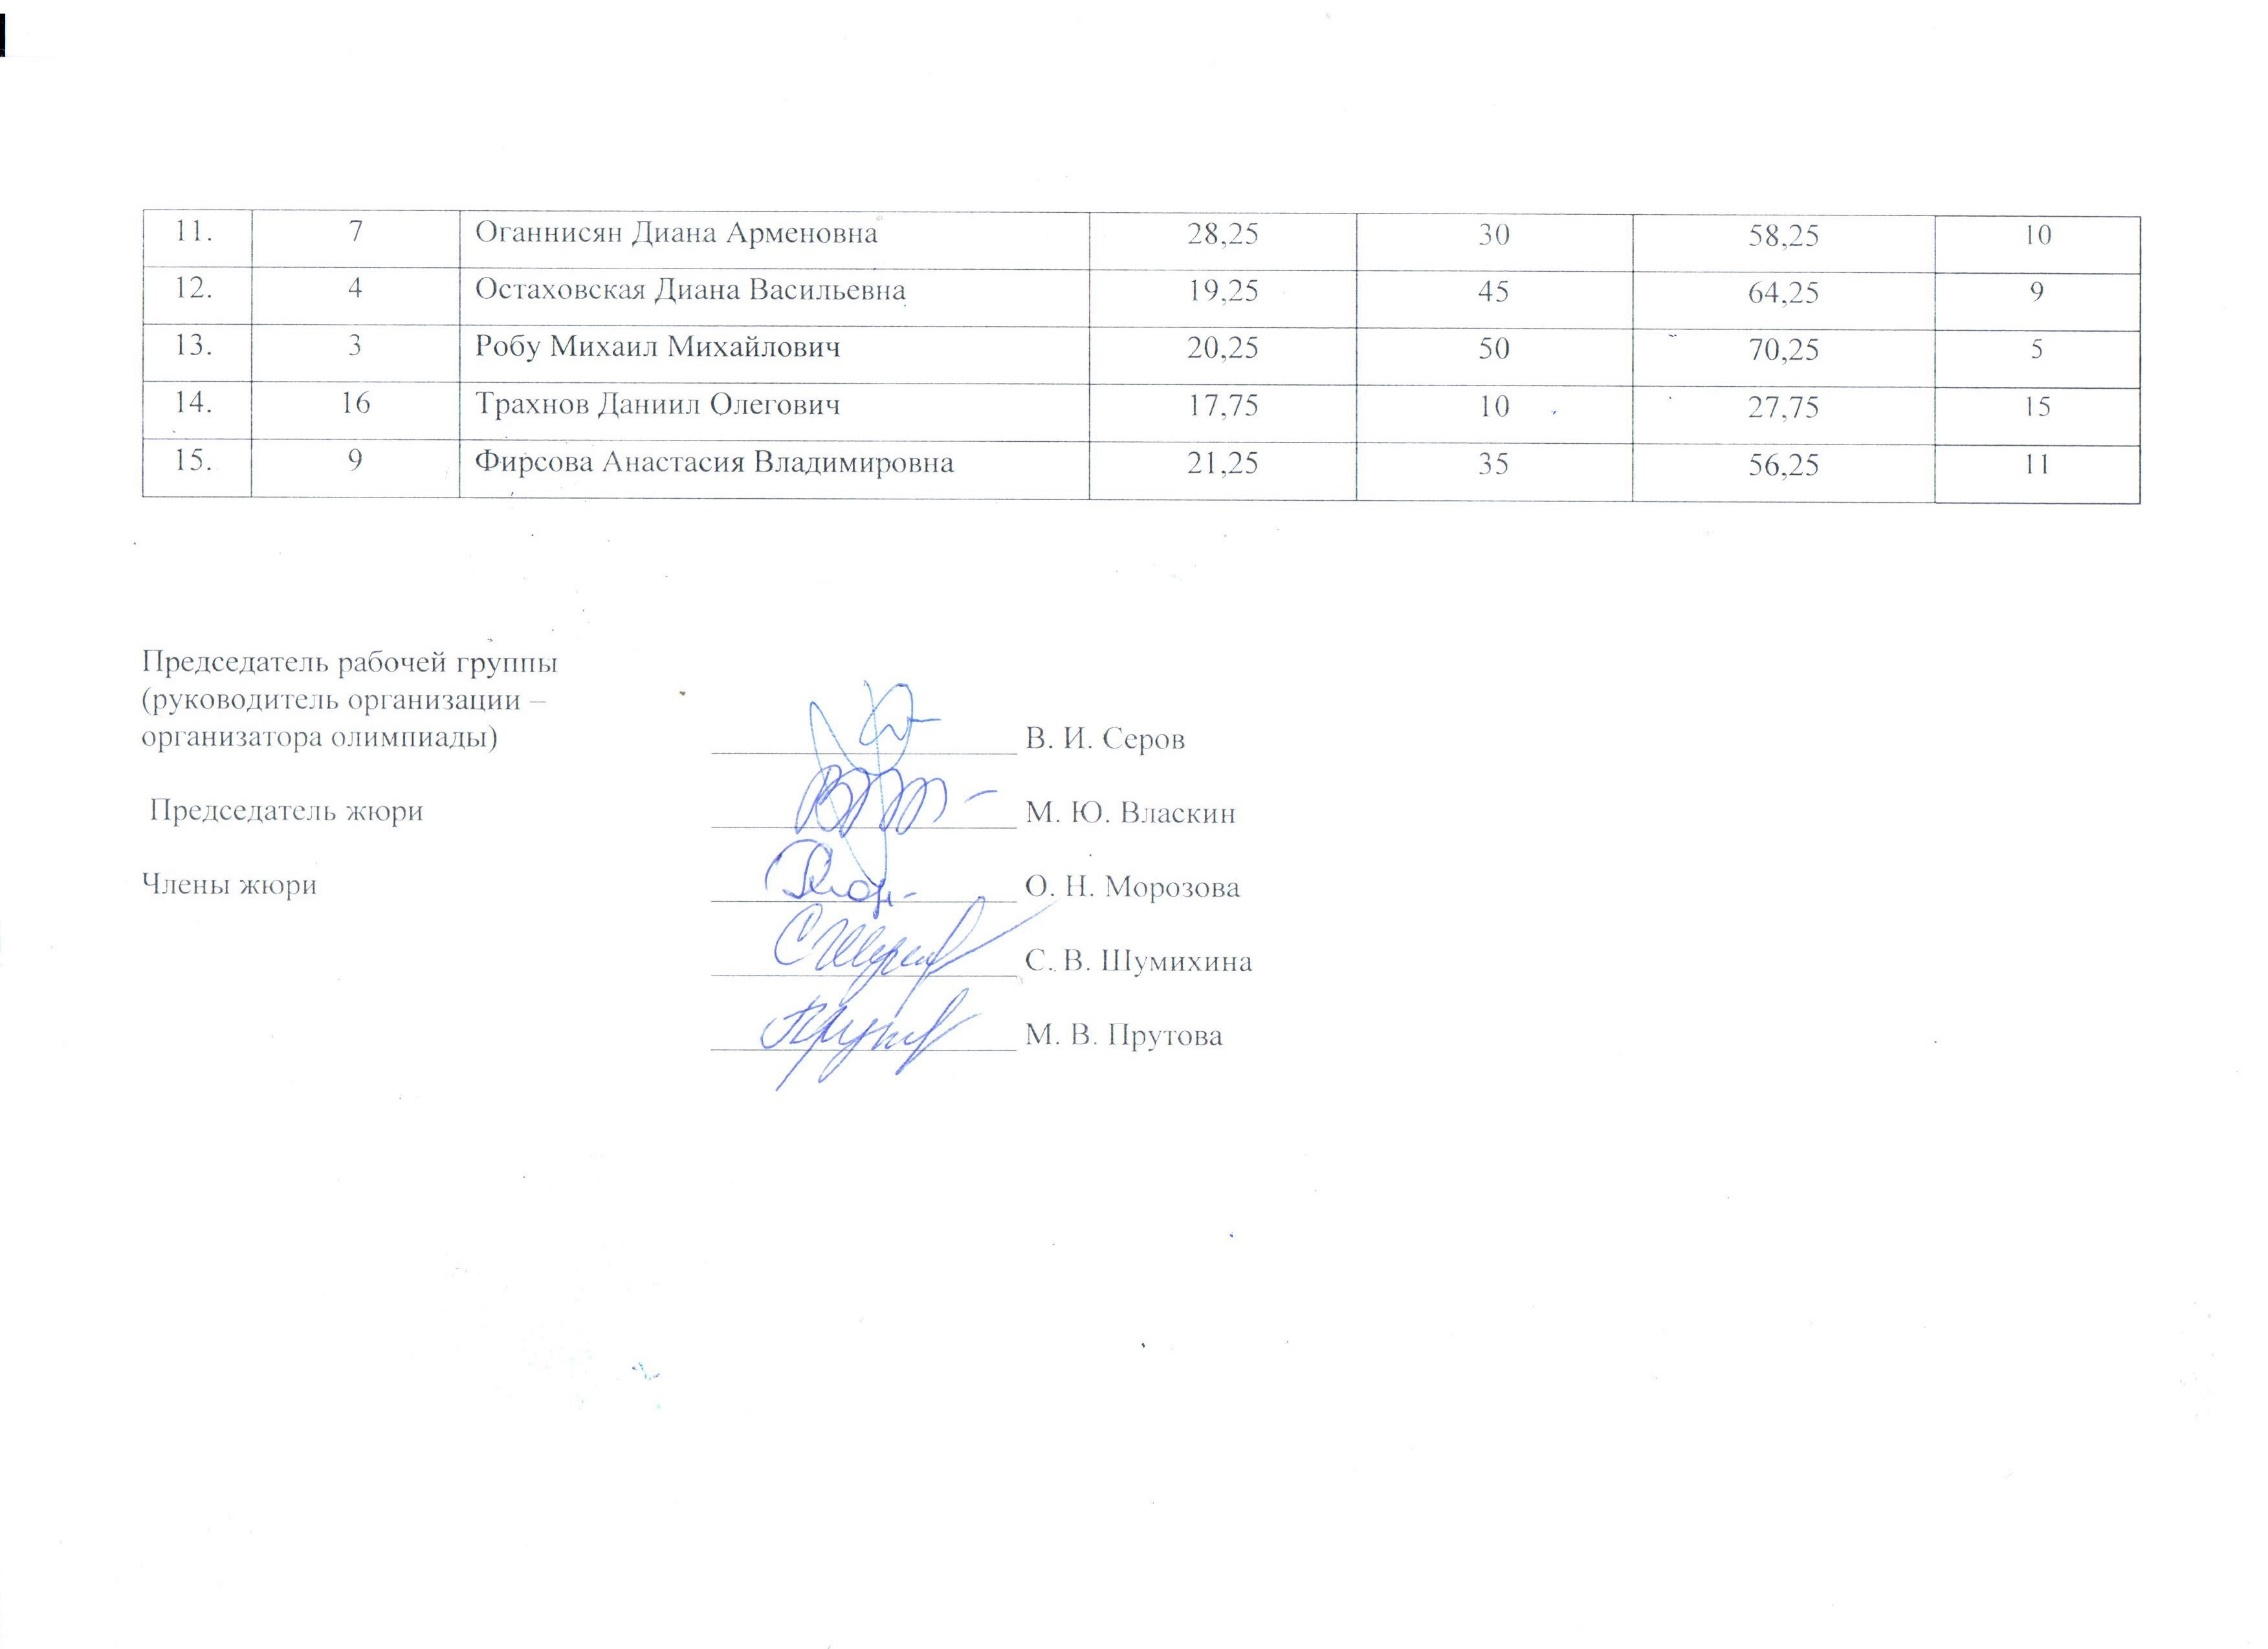 11. 7 Оганнисян Диана Арменовна 28,25 30 58,25 10
12. 4 Остаховская Диана Васильевна 19,25 45 64,25 9
13. 3 Робу Михаил Михайлович 20,25 50 70,25 5
14. 16 Трахнов Даниил Олегович 17,75 10 27,75 15
15. 9 Фирсова Анастасия Владимировна 21,25 35 56,25 11
Председатель рабочей группы
(руководитель организации –
организатора олимпиады) В. И. Серов
Председатель жюри М. Ю. Власкин
Члены жюри О. Н. Морозова
С. В. Шумихина
М. В. Прутова